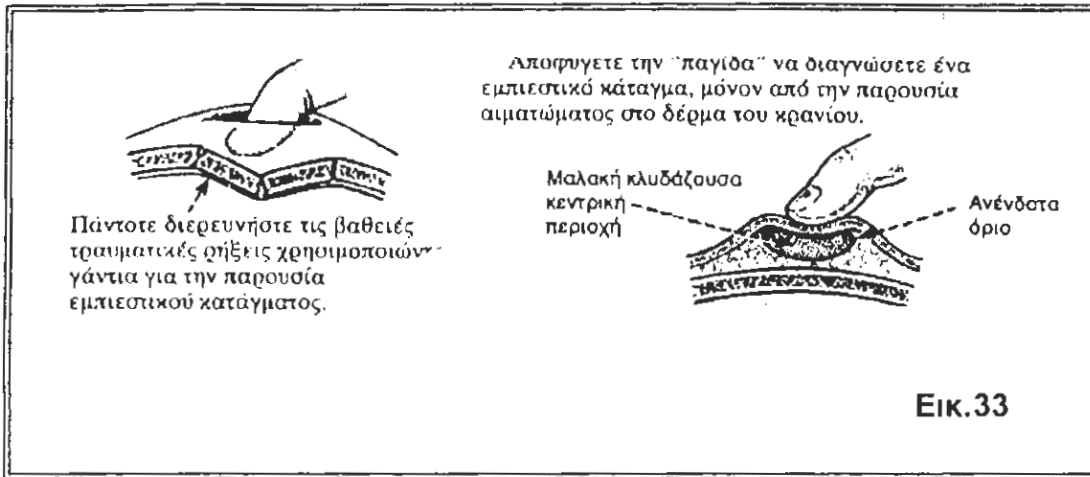 Αποφύγετε την "παγίδα" να διαγνώσετε ένα
εμπιεστικό κάταγμα, μόνον από την παρουσία
αιματώματος στο δέρμα του κρανίου.
Πάντοτε διερευνήστε τις βαθειές
τραυματικές ρήξεις χρησιμοποιών
γάντια για την παρουσία
εμπιεστικού κατάγματος.
Μαλακή κλυδάζουσα
κεντρική
περιοχή
Ανένδοτα
όριο
Εικ.33